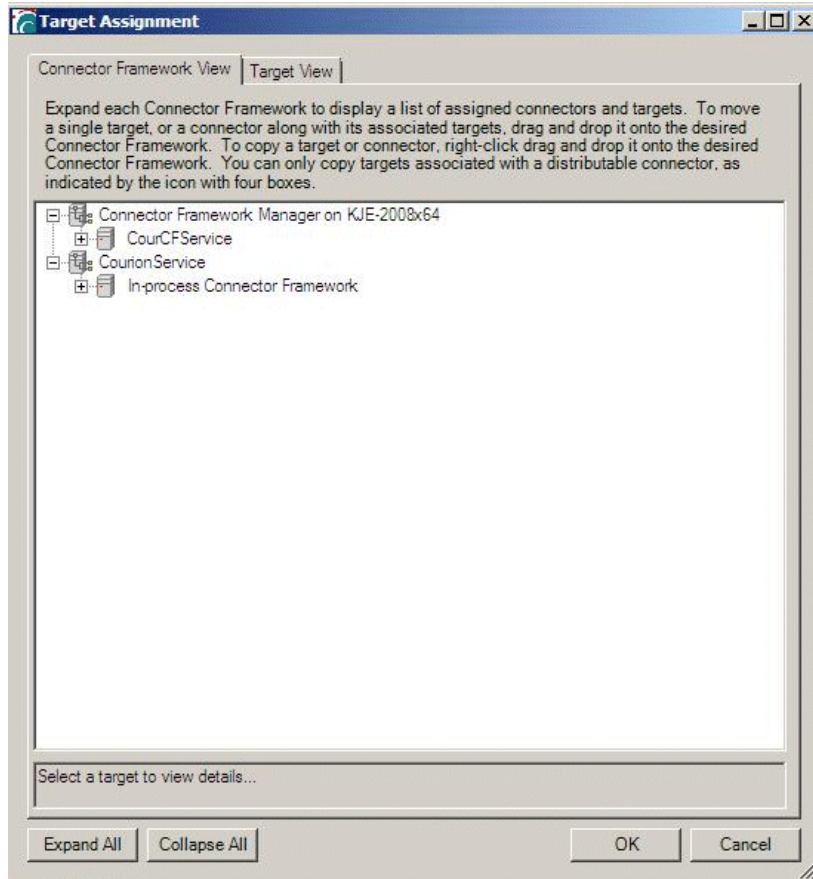 Target Assignment
Connector Framework View
Target View
Expand each Connector Framework to display a list of assigned connectors and targets. To move
a single target, or a connector along with its associated targets, drag and drop it onto the desired
Connector Framework. To copy a target or connector, right-click drag and drop it onto the desired
Connector Framework. You can only copy targets associated with a distributable connector, as
indicated by the icon with four boxes.
Connector Framework Manager on KJE-2008x64
CourCFService
CourionService
In-process Connector Framework
Select a target to view details...
Expand All
Collapse All
OK
Cancel